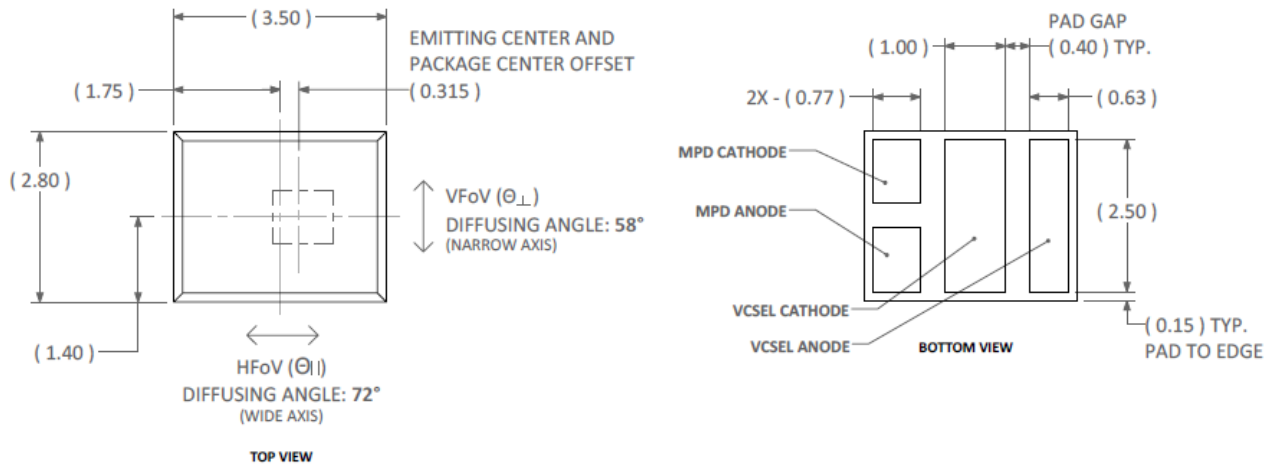 ( 3.50 )
EMITTING CENTER AND
PACKAGE CENTER OFFSET
( 1.75 )
( 0.315 )
( 2.80 )
VFoV (Θ⊥)
DIFFUSING ANGLE: 58°
(NARROW AXIS)
( 1.40 )
HFoV (Θ||)
DIFFUSING ANGLE: 72°
(WIDE AXIS)
TOP VIEW
PAD GAP
( 1.00 )
( 0.40 ) TYP.
2X - ( 0.77 )
( 0.63 )
MPD CATHODE
MPD ANODE
( 2.50 )
VCSEL CATHODE
VCSEL ANODE
BOTTOM VIEW
( 0.15 ) TYP.
PAD TO EDGE